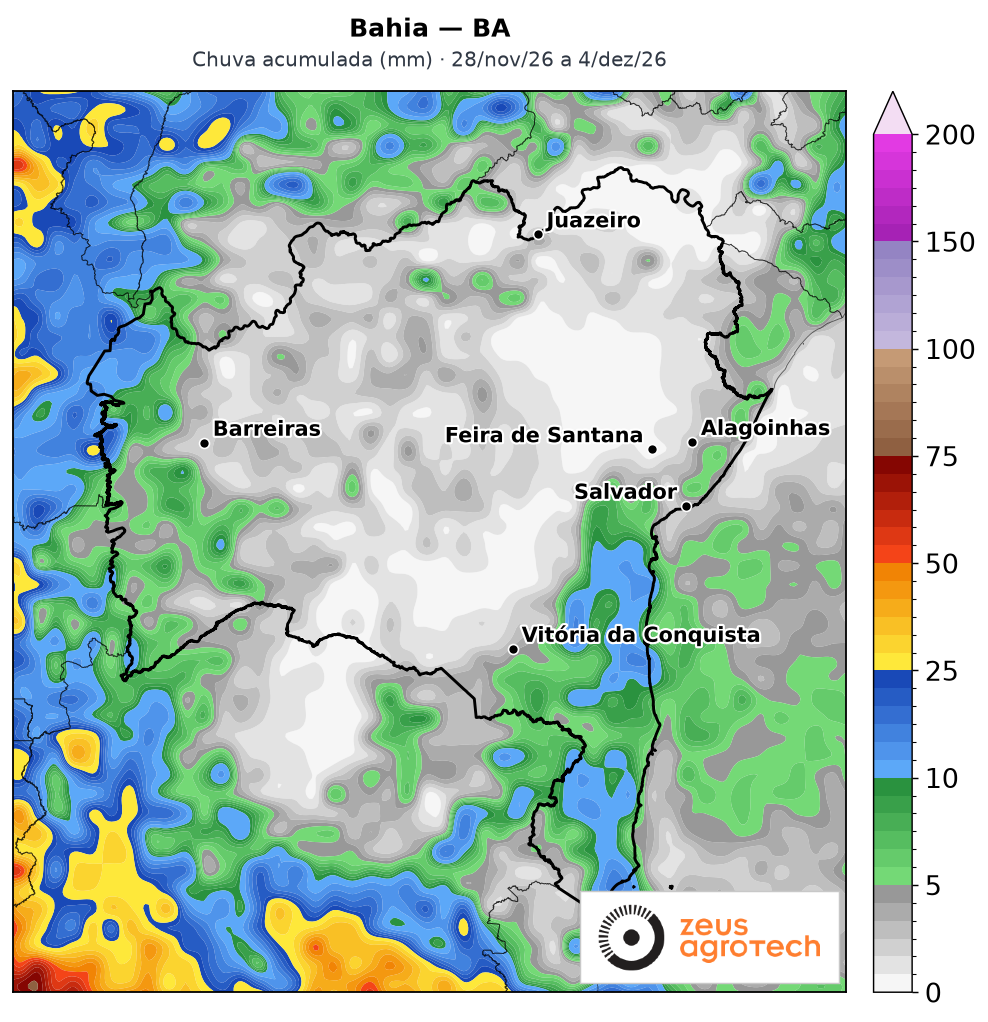 Bahia — BA
Chuva acumulada (mm) · 28/nov/26 a 4/dez/26
200
Juazeiro
150
100
Barreiras
Feira de Santana
Alagoinhas
75
Salvador
50
Vitória da Conquista
25
10
5
zeus
agrotech
0